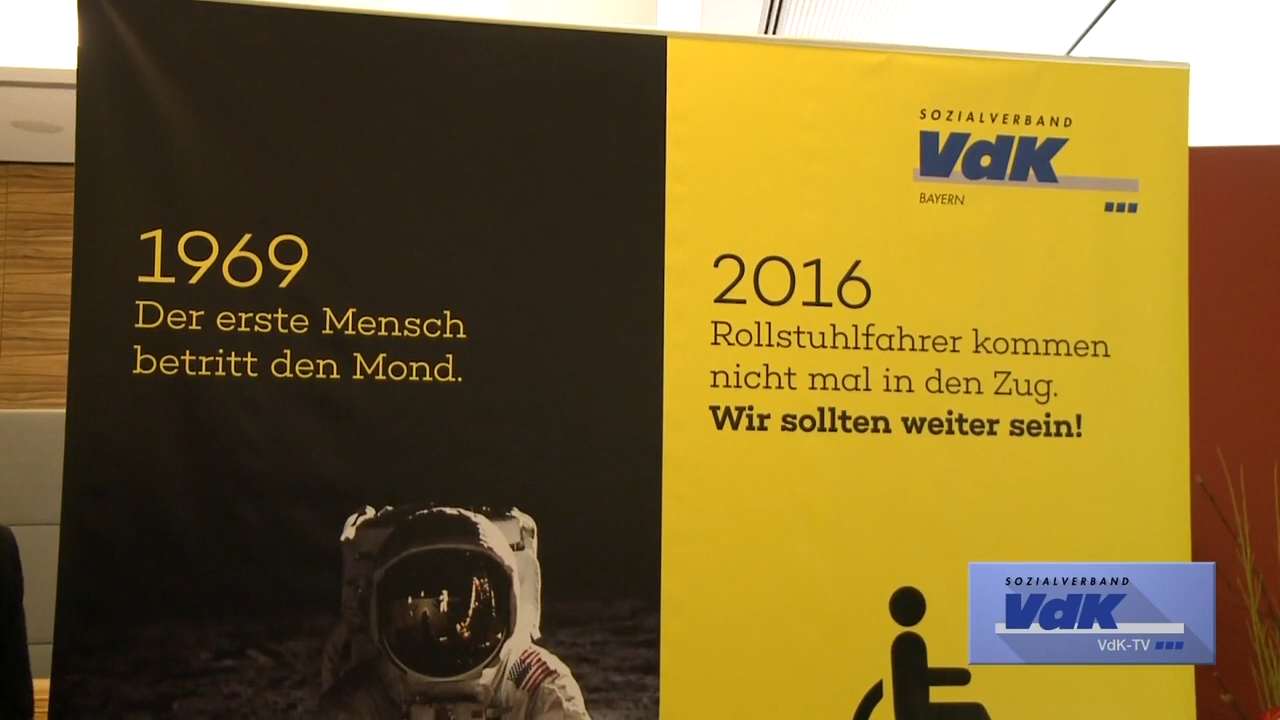 1969
Der erste Mensch
betritt den Mond.
SOZIALVERBAND
VdK
BAYERN
2016
Rollstuhlfahrer kommen
nicht mal in den Zug.
Wir sollten weiter sein!
SOZIALVERBAND
VdK
VdK-TV